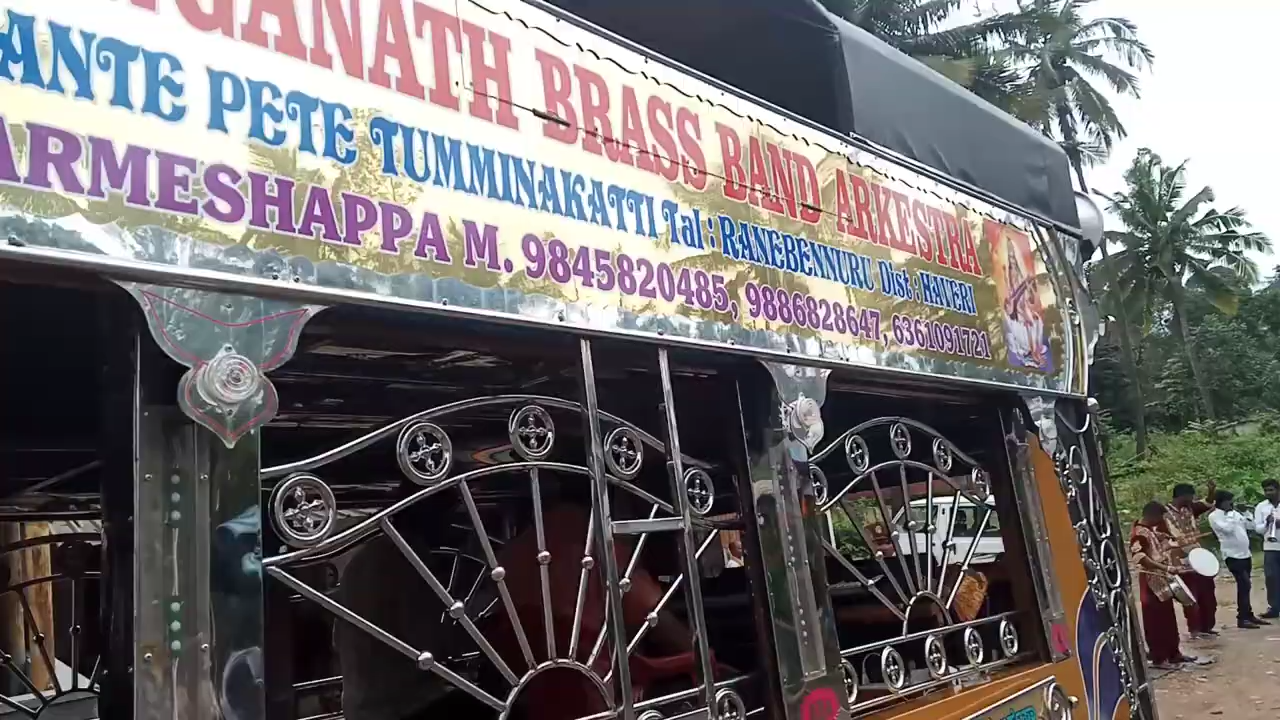 GANATH BRASS BAND ARKESTRA
ANTE PETE TUMMINAKATTI Tal : RANEBENNURU Dist : HAVERI
ARMESHAPPA M. 9845820485, 9886828647, 6361091721